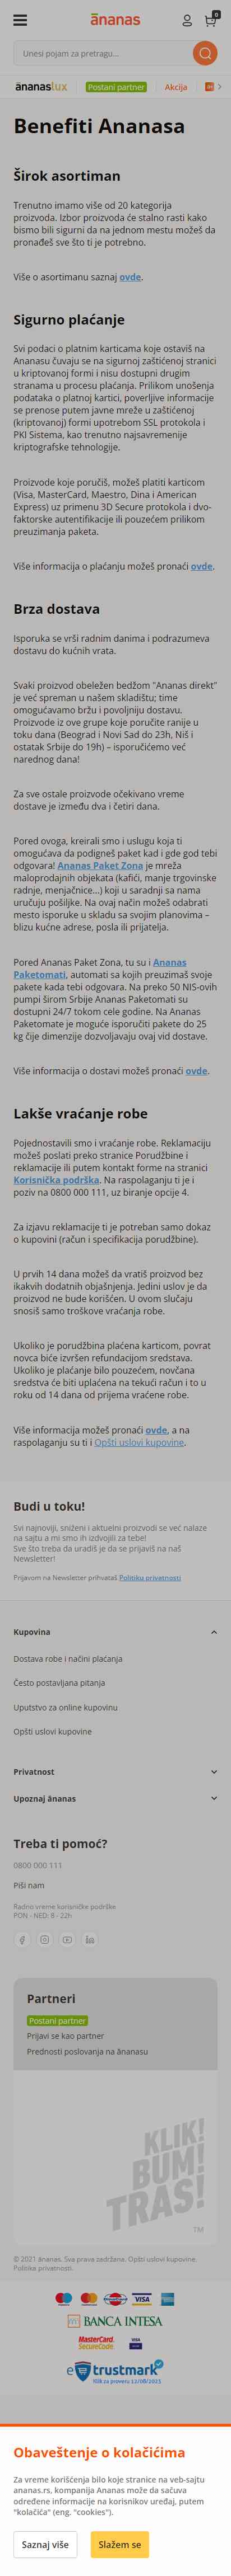 ananas
0
Unesi pojam za pretragu...
ananas lux
Postani partner
Akcija
Benefiti Ananasa
Širok asortiman
Trenutno imamo više od 20 kategorija
proizvoda. Izbor proizvoda će stalno rasti kako
bismo bili sigurni da na jednom mestu možeš da
pronađeš sve što ti je potrebno.
Više o asortimanu saznaj ovde.
Sigurno plaćanje
Svi podaci o platnim karticama koje ostaviš na
Ananasu čuvaju se na sigurnoj zaštićenoj stranici
u kriptovanoj formi i nisu dostupni drugim
stranama u procesu plaćanja. Prilikom unošenja
podataka o platnoj kartici, poverljive informacije
se prenose putem javne mreže u zaštićenoj
(kriptovanoj) formi upotrebom SSL protokola i
PKI Sistema, kao trenutno najsavremenije
kriptografske tehnologije.
Proizvode koje poručiš, možeš platiti karticom
(Visa, MasterCard, Maestro, Dina i American
Express) uz primenu 3D Secure protokola i dvo-
faktorske autentifikacije ili pouzećem prilikom
preuzimanja paketa.
Više informacija o plaćanju možeš pronaći ovde.
Brza dostava
Isporuka se vrši radnim danima i podrazumeva
dostavu do kućnih vrata.
Svaki proizvod obeležen bedžom "Ananas direkt"
je već spreman u našem skladištu; time
omogućavamo bržu i povoljniju dostavu.
Proizvode iz ove grupe koje poručite ranije u
toku dana (Beograd i Novi Sad do 23h, Niš i
ostatak Srbije do 19h) – isporučićemo već
narednog dana!
Za sve ostale proizvode očekivano vreme
dostave je između dva i četiri dana.
Pored ovoga, kreirali smo i uslugu koja ti
omogućava da podigneš paket kad i gde god tebi
odgovara! Ananas Paket Zona je mreža
maloprodajnih objekata (kafići, manje trgovinske
radnje, menjačnice...) koji u saradnji sa nama
uručuju pošiljke. Na ovaj način možeš odabrati
mesto isporuke u skladu sa svojim planovima –
blizu kućne adrese, posla ili prijatelja.
Pored Ananas Paket Zona, tu su i Ananas
Paketomati, automati sa kojih preuzimaš svoje
pakete kada tebi odgovara. Na preko 50 NIS-ovih
pumpi širom Srbije Ananas Paketomati su
dostupni 24/7 tokom cele godine. Na Ananas
Paketomate je moguće isporučiti pakete do 25
kg čije dimenzije dozvoljavaju ovaj vid dostave.
Više informacija o dostavi možeš pronaći ovde.
Lakše vraćanje robe
Pojednostavili smo i vraćanje robe. Reklamaciju
možeš poslati preko stranice Porudžbine i
reklamacije ili putem kontakt forme na stranici
Korisnička podrška. Na raspolaganju ti je i
poziv na 0800 000 111, uz biranje opcije 4.
Za izjavu reklamacije ti je potreban samo dokaz
o kupovini (račun i specifikacija porudžbine).
U prvih 14 dana možeš da vratiš proizvod bez
ikakvih dodatnih objašnjenja. Jedini uslov je da
proizvod ne bude korišćen. U ovom slučaju
snosiš samo troškove vraćanja robe.
Ukoliko je porudžbina plaćena karticom, povrat
novca biće izvršen refundacijom sredstava.
Ukoliko je plaćanje bilo pouzećem, novčana
sredstva će biti uplaćena na tekući račun i to u
roku od 14 dana od prijema vraćene robe.
Više informacija možeš pronaći ovde, a na
raspolaganju su ti i Opšti uslovi kupovine.
Budi u toku!
Svi najnoviji, sniženi i aktuelni proizvodi se već nalaze
na sajtu a mi smo ih izdvojili za tebe!
Sve što treba da uradiš je da se prijaviš na naš
Newsletter!
Prijavom na Newsletter prihvataš Politiku privatnosti
Kupovina
Dostava robe i načini plaćanja
Često postavljana pitanja
Uputstvo za online kupovinu
Opšti uslovi kupovine
Privatnost
Upoznaj ānanas
Treba ti pomoć?
0800 000 111
Piši nam
Radno vreme korisničke podrške
PON - NED: 8 - 22h
Partneri
Postani partner
Prijavi se kao partner
Prednosti poslovanja na ānanasu
KLIK!
BUM!
TRAS!
TM
© 2021 ānanas. Sva prava zadržana. Opšti uslovi kupovine.
Politika privatnosti.
VISA
BANCA INTESA
MasterCard.
SecureCode.
VISA
e trustmark
Klik za proveru 12/08/2025
Obaveštenje o kolačićima
Za vreme korišćenja bilo koje stranice na veb-sajtu
ananas.rs, kompanija Ananas može da sačuva
određene informacije na korisnikov uređaj, putem
"kolačića" (eng. "cookies").
Saznaj više
Slažem se